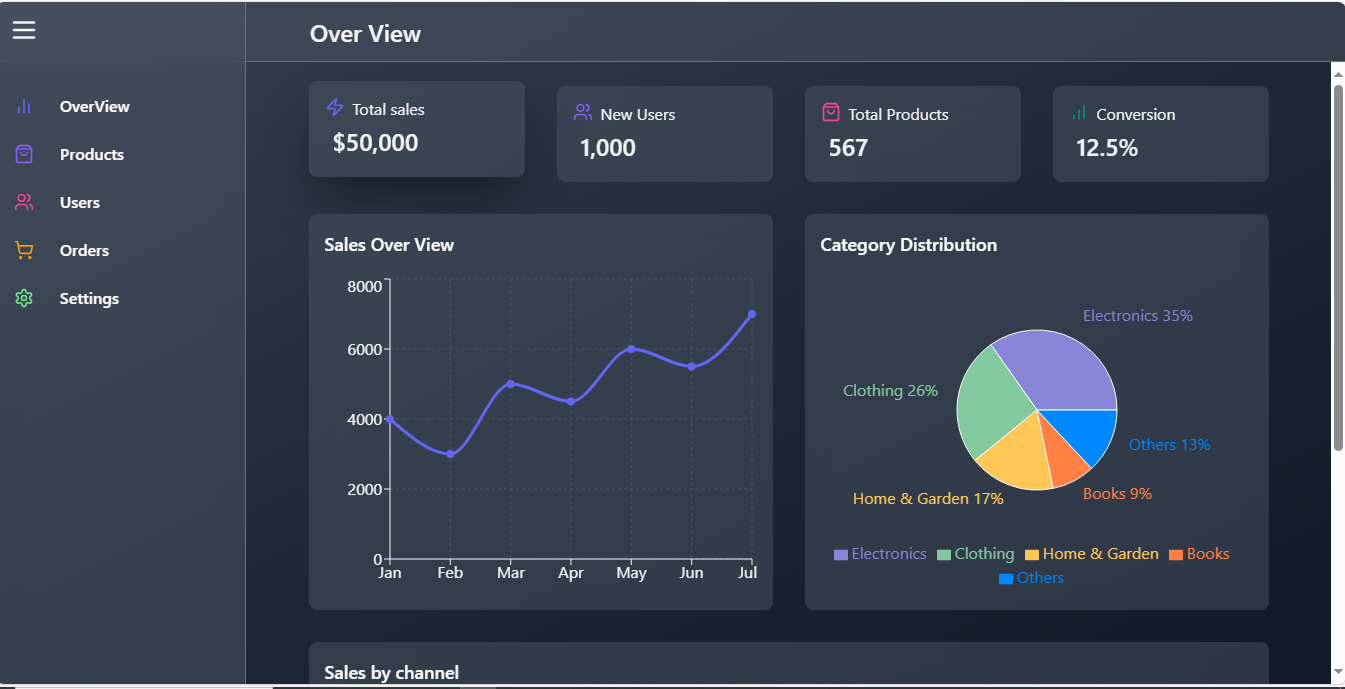 Over View
OverView
Products
Users
Orders
Settings
Total sales
$50,000
New Users
1,000
Total Products
567
Conversion
12.5%
Sales Over View
8000
6000
4000
2000
0
Jan Feb Mar Apr May Jun Jul
Category Distribution
Electronics 35%
Clothing 26%
Others 13%
Books 9%
Home & Garden 17%
Electronics Clothing Home & Garden Books
Others
Sales by channel